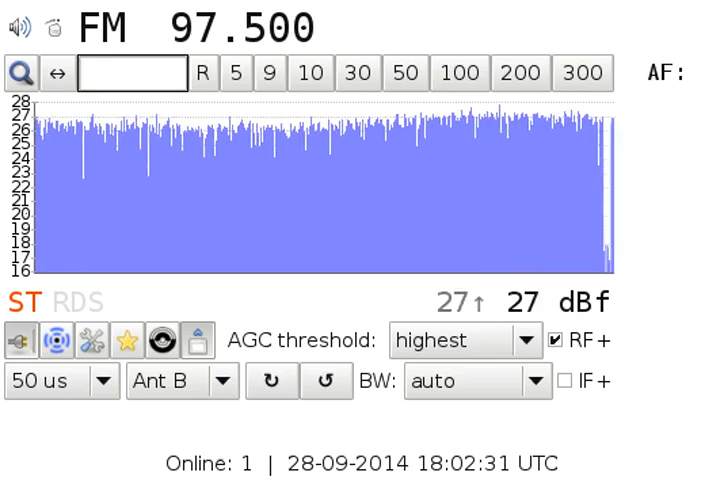 FM 97.500
↔ R 5 9 10 30 50 100 200 300 AF:
28
27
26
25
24
23
22
21
20
19
18
17
16
ST RDS 27↑ 27 dBf
AGC threshold: highest RF+
50 us Ant B ↻ ↺ BW: auto IF+
Online: 1 | 28-09-2014 18:02:31 UTC